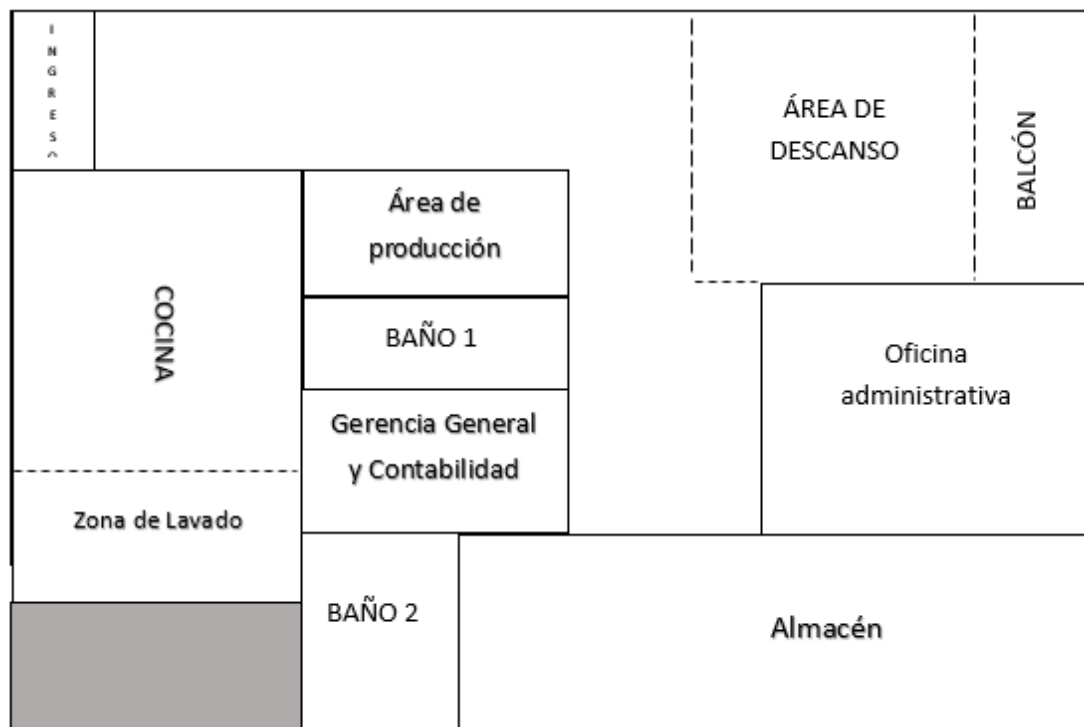 INGRESO
ÁREA DE
DESCANSO
BALCÓN
Área de
producción
COCINA
BAÑO 1
Oficina
administrativa
Gerencia General
y Contabilidad
Zona de Lavado
BAÑO 2
Almacén